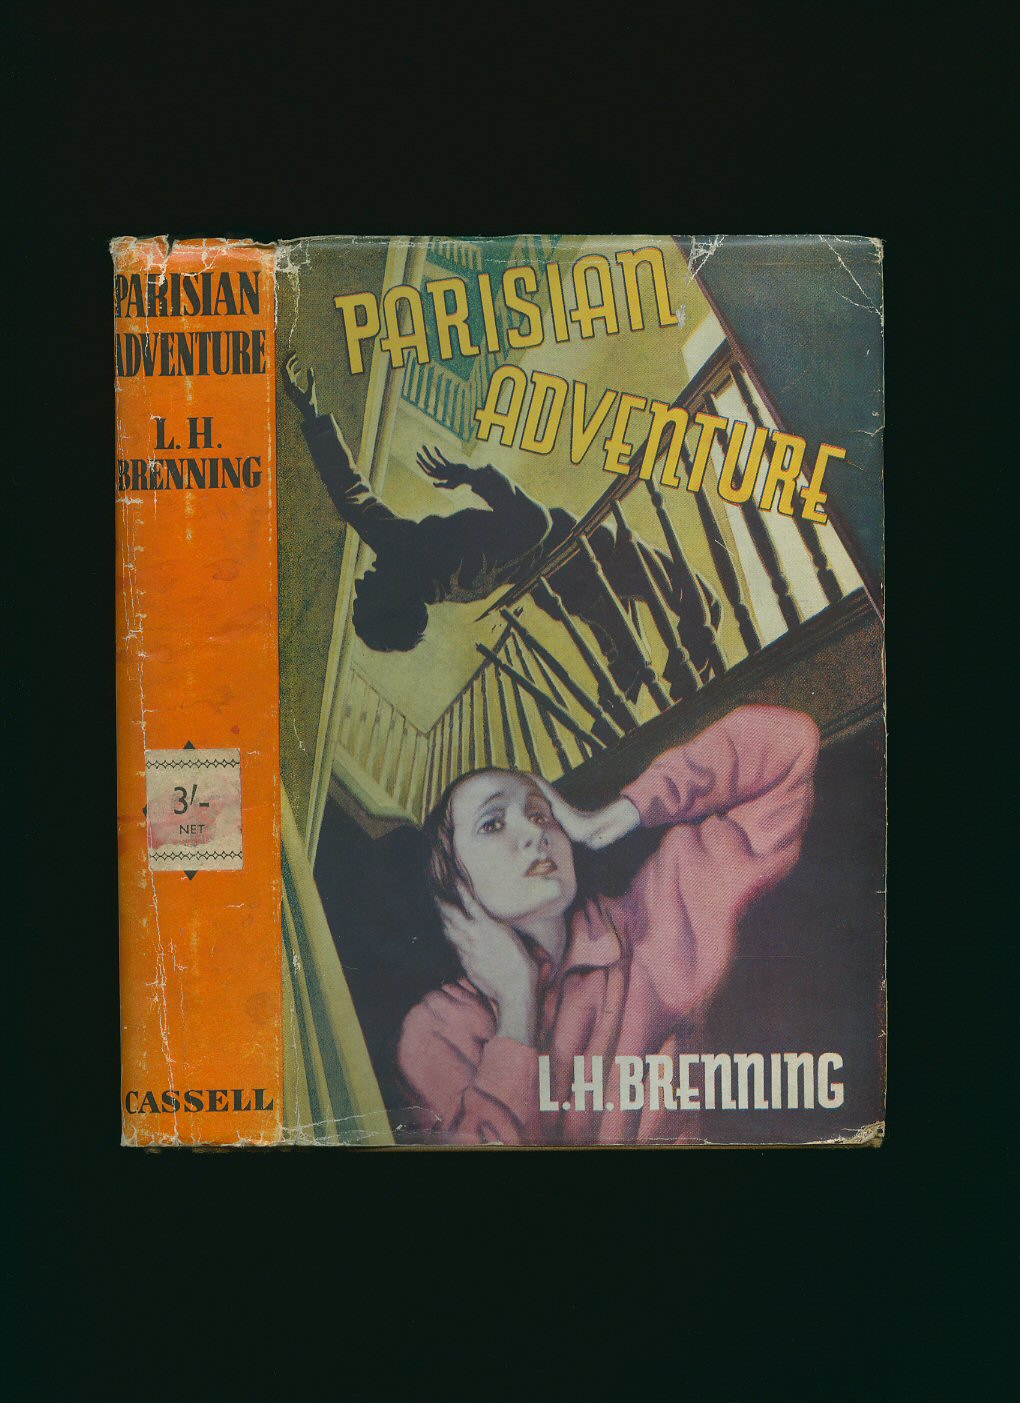 PARISIAN
ADVENTURE
L. H.
BRENNING
3/-
NET
CASSELL
PARISIAN
ADVENTURE
L.H.BRENNING